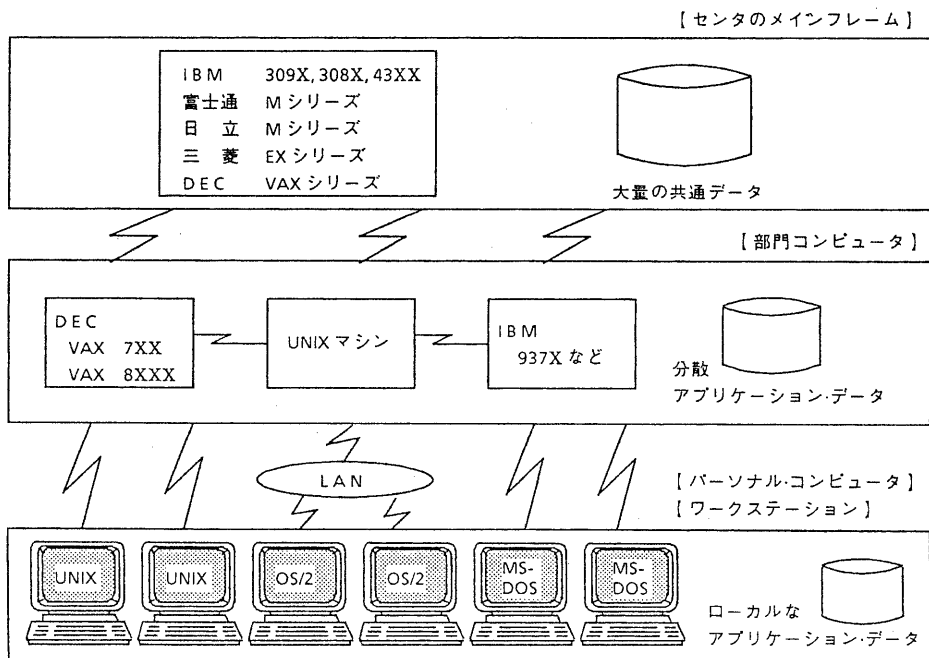 【センタのメインフレーム】
IBM 309X, 308X, 43XX
富士通 Mシリーズ
日立 Mシリーズ
三菱 EXシリーズ
DEC VAXシリーズ
大量の共通データ
【部門コンピュータ】
DEC
VAX 7XX
VAX 8XXX
UNIXマシン
IBM
937Xなど
分散
アプリケーション・データ
LAN
【パーソナル・コンピュータ】
【ワークステーション】
UNIX
UNIX
OS/2
OS/2
MS-
DOS
MS-
DOS
ローカルな
アプリケーション・データ